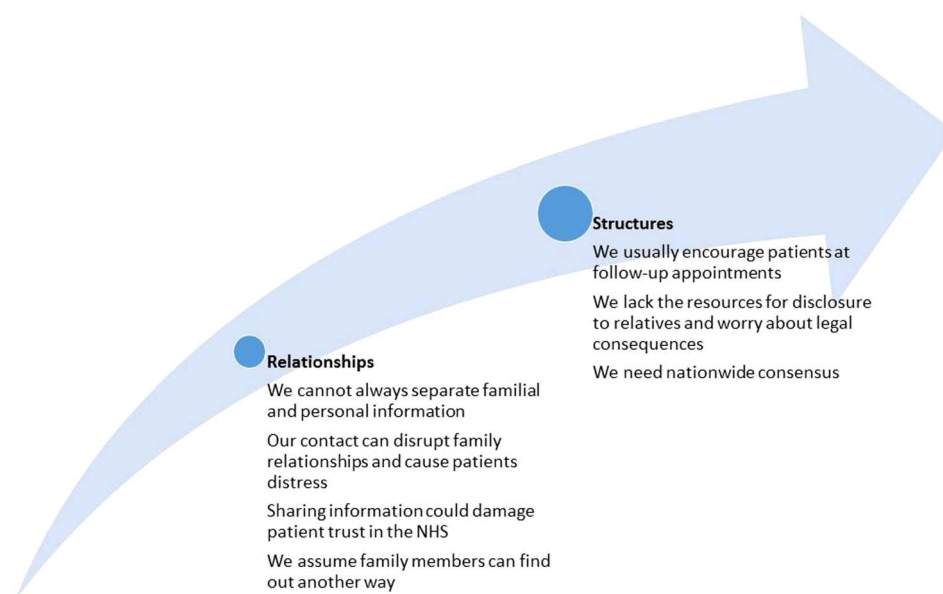 Structures
We usually encourage patients at
follow-up appointments
We lack the resources for disclosure
to relatives and worry about legal
consequences
We need nationwide consensus
Relationships
We cannot always separate familial
and personal information
Our contact can disrupt family
relationships and cause patients
distress
Sharing information could damage
patient trust in the NHS
We assume family members can find
out another way